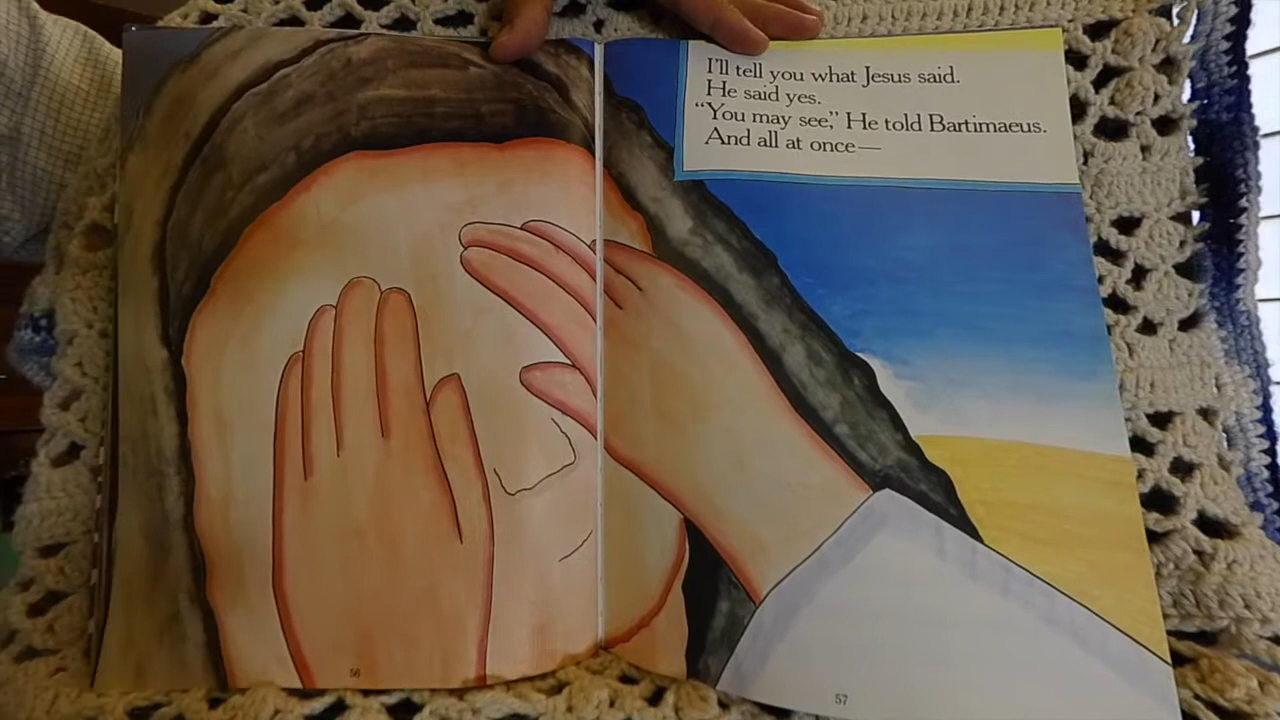 I'll tell you what Jesus said.
He said yes.
“You may see,” He told Bartimaeus.
And all at once—
56
57